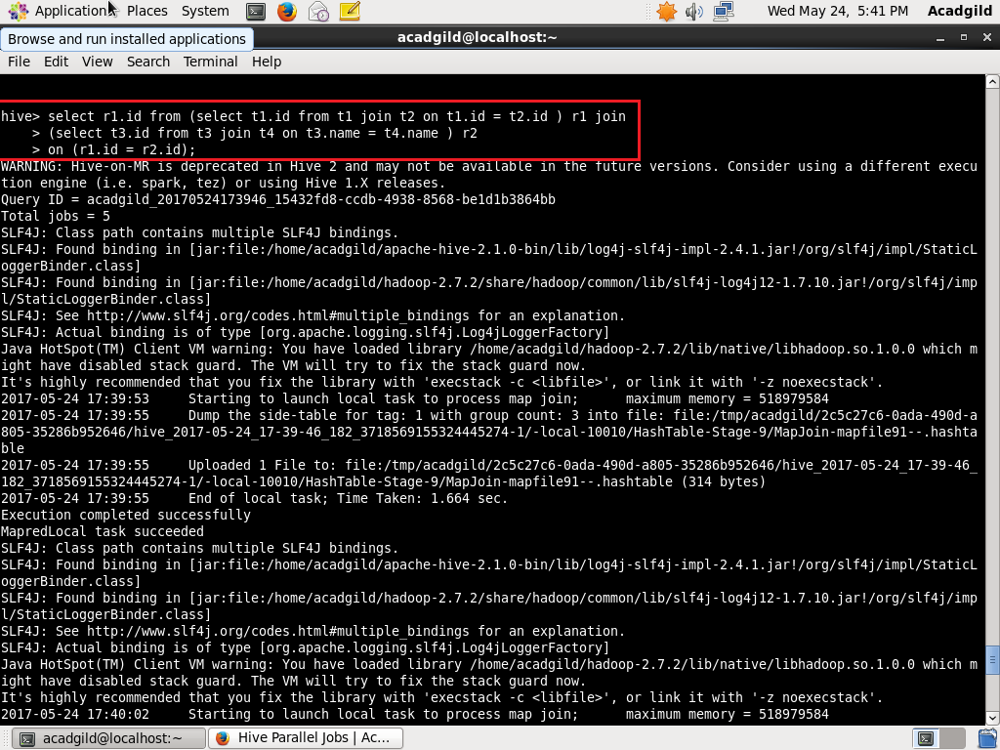 Applications Places System Wed May 24, 5:41 PM Acadgild
Browse and run installed applications
acadgild@localhost:~
File Edit View Search Terminal Help
hive> select r1.id from (select t1.id from t1 join t2 on t1.id = t2.id ) r1 join
    > (select t3.id from t3 join t4 on t3.name = t4.name ) r2
    > on (r1.id = r2.id);
WARNING: Hive-on-MR is deprecated in Hive 2 and may not be available in the future versions. Consider using a different execu
tion engine (i.e. spark, tez) or using Hive 1.X releases.
Query ID = acadgild_20170524173946_15432fd8-ccdb-4938-8568-be1d1b3864bb
Total jobs = 5
SLF4J: Class path contains multiple SLF4J bindings.
SLF4J: Found binding in [jar:file:/home/acadgild/apache-hive-2.1.0-bin/lib/log4j-slf4j-impl-2.4.1.jar!/org/slf4j/impl/StaticL
oggerBinder.class]
SLF4J: Found binding in [jar:file:/home/acadgild/hadoop-2.7.2/share/hadoop/common/lib/slf4j-log4j12-1.7.10.jar!/org/slf4j/imp
l/StaticLoggerBinder.class]
SLF4J: See http://www.slf4j.org/codes.html#multiple_bindings for an explanation.
SLF4J: Actual binding is of type [org.apache.logging.slf4j.Log4jLoggerFactory]
Java HotSpot(TM) Client VM warning: You have loaded library /home/acadgild/hadoop-2.7.2/lib/native/libhadoop.so.1.0.0 which m
ight have disabled stack guard. The VM will try to fix the stack guard now.
It's highly recommended that you fix the library with 'execstack -c <libfile>', or link it with '-z noexecstack'.
2017-05-24 17:39:53     Starting to launch local task to process map join;      maximum memory = 518979584
2017-05-24 17:39:55     Dump the side-table for tag: 1 with group count: 3 into file: file:/tmp/acadgild/2c5c27c6-0ada-490d-a
805-35286b952646/hive_2017-05-24_17-39-46_182_3718569155324445274-1/-local-10010/HashTable-Stage-9/MapJoin-mapfile91--.hashta
ble
2017-05-24 17:39:55     Uploaded 1 File to: file:/tmp/acadgild/2c5c27c6-0ada-490d-a805-35286b952646/hive_2017-05-24_17-39-46_
182_3718569155324445274-1/-local-10010/HashTable-Stage-9/MapJoin-mapfile91--.hashtable (314 bytes)
2017-05-24 17:39:55     End of local task; Time Taken: 1.664 sec.
Execution completed successfully
MapredLocal task succeeded
SLF4J: Class path contains multiple SLF4J bindings.
SLF4J: Found binding in [jar:file:/home/acadgild/apache-hive-2.1.0-bin/lib/log4j-slf4j-impl-2.4.1.jar!/org/slf4j/impl/StaticL
oggerBinder.class]
SLF4J: Found binding in [jar:file:/home/acadgild/hadoop-2.7.2/share/hadoop/common/lib/slf4j-log4j12-1.7.10.jar!/org/slf4j/imp
l/StaticLoggerBinder.class]
SLF4J: See http://www.slf4j.org/codes.html#multiple_bindings for an explanation.
SLF4J: Actual binding is of type [org.apache.logging.slf4j.Log4jLoggerFactory]
Java HotSpot(TM) Client VM warning: You have loaded library /home/acadgild/hadoop-2.7.2/lib/native/libhadoop.so.1.0.0 which m
ight have disabled stack guard. The VM will try to fix the stack guard now.
It's highly recommended that you fix the library with 'execstack -c <libfile>', or link it with '-z noexecstack'.
2017-05-24 17:40:02     Starting to launch local task to process map join;      maximum memory = 518979584
acadgild@localhost:~ Hive Parallel Jobs | Ac...